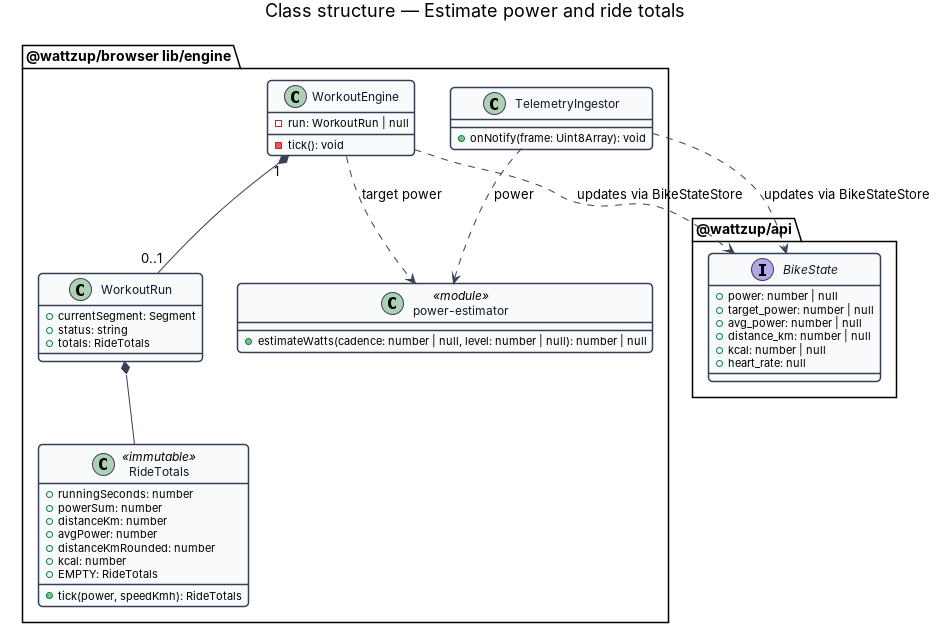 Class structure — Estimate power and ride totals
@wattzup/browser lib/engine
C WorkoutEngine
run: WorkoutRun | null
tick(): void
C TelemetryIngestor
onNotify(frame: Uint8Array): void
1
target power
power
updates via BikeStateStore
updates via BikeStateStore
@wattzup/api
I BikeState
power: number | null
target_power: number | null
avg_power: number | null
distance_km: number | null
kcal: number | null
heart_rate: null
0..1
C WorkoutRun
currentSegment: Segment
status: string
totals: RideTotals
C «module»
power-estimator
estimateWatts(cadence: number | null, level: number | null): number | null
C «immutable»
RideTotals
runningSeconds: number
powerSum: number
distanceKm: number
avgPower: number
distanceKmRounded: number
kcal: number
EMPTY: RideTotals
tick(power, speedKmh): RideTotals